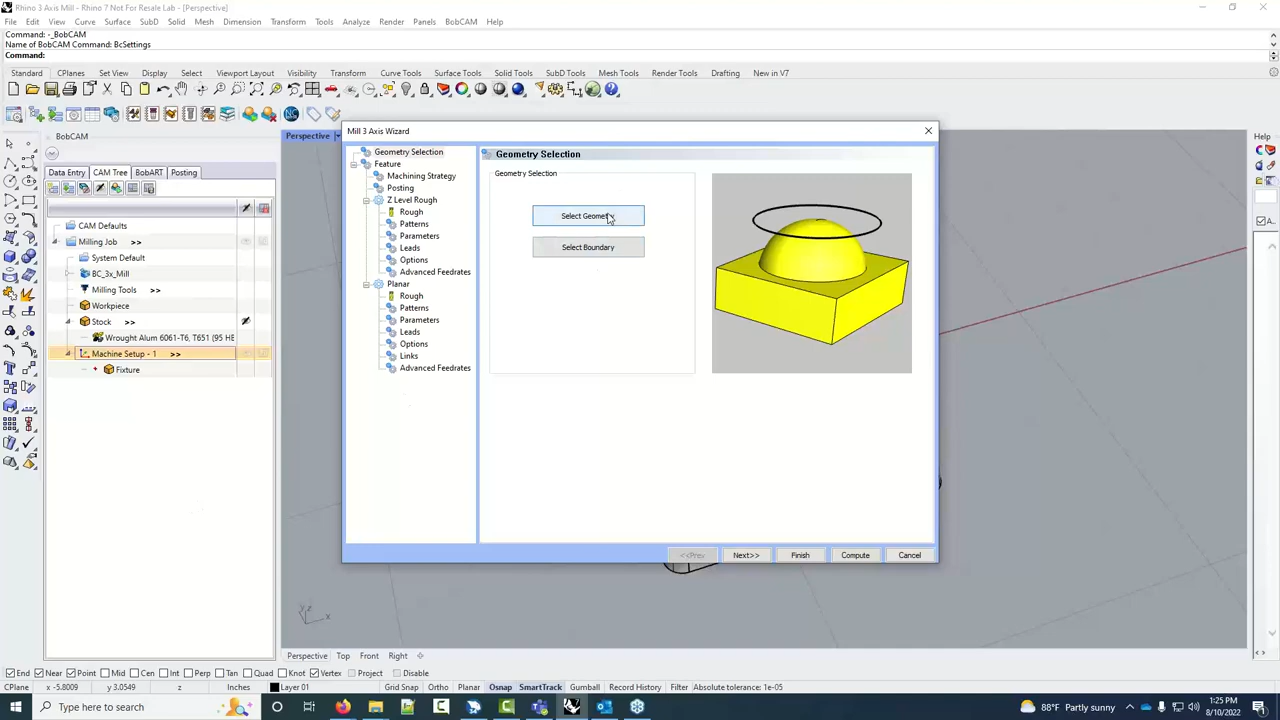 Rhino 3 Axis Mill - Rhino 7 Not For Resale Lab - [Perspective]
File Edit View Curve Surface SubD Solid Mesh Dimension Transform Tools Analyze Render Panels BobCAM Help
Command: -_BobCAM
Name of BobCAM Command: BcSettings
Command:
Standard CPlanes Set View Display Select Viewport Layout Visibility Transform Curve Tools Surface Tools Solid Tools SubD Tools Mesh Tools Render Tools Drafting New in V7
BobCAM
Perspective
Help
Data Entry CAM Tree BobART Posting
CAM Defaults
Milling Job >>
System Default
BC_3x_Mill
Milling Tools >>
Workpiece
Stock >>
Wrought Alum 6061-T6, T651 (95 HE
Machine Setup - 1 >>
Fixture
Mill 3 Axis Wizard
Geometry Selection
Feature
Machining Strategy
Posting
Z Level Rough
Rough
Patterns
Parameters
Leads
Options
Advanced Feedrates
Planar
Rough
Patterns
Parameters
Leads
Options
Links
Advanced Feedrates
Geometry Selection
Geometry Selection
Select Geometry
Select Boundary
<<Prev Next>> Finish Compute Cancel
y x
Perspective Top Front Right
End Near Point Mid Cen Int Perp Tan Quad Knot Vertex Project Disable
CPlane x -5.8009 y 3.0549 z Inches Layer 01 Grid Snap Ortho Planar Osnap SmartTrack Gumball Record History Filter Absolute tolerance: 1e-05
Type here to search
88°F Partly sunny
1:25 PM
8/10/2022